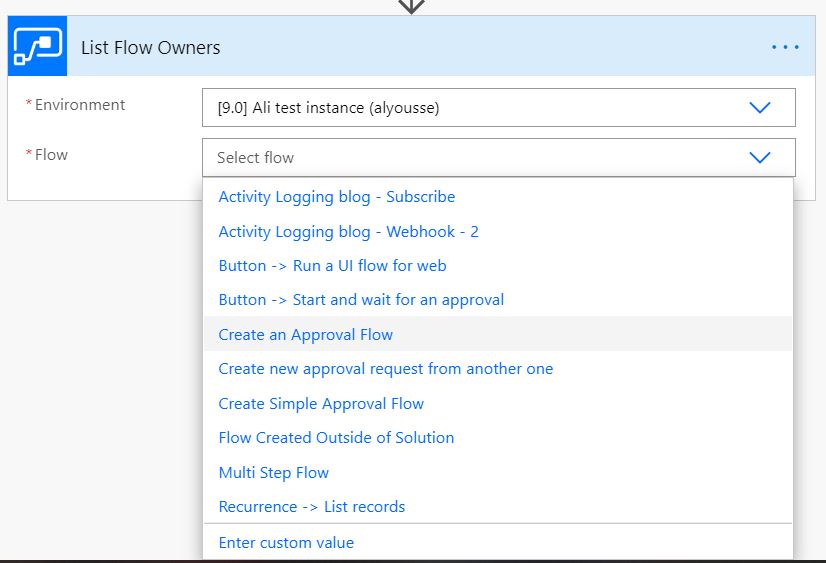 List Flow Owners
...
* Environment
[9.0] Ali test instance (alyousse)
* Flow
Select flow
Activity Logging blog - Subscribe
Activity Logging blog - Webhook - 2
Button -> Run a UI flow for web
Button -> Start and wait for an approval
Create an Approval Flow
Create new approval request from another one
Create Simple Approval Flow
Flow Created Outside of Solution
Multi Step Flow
Recurrence -> List records
Enter custom value